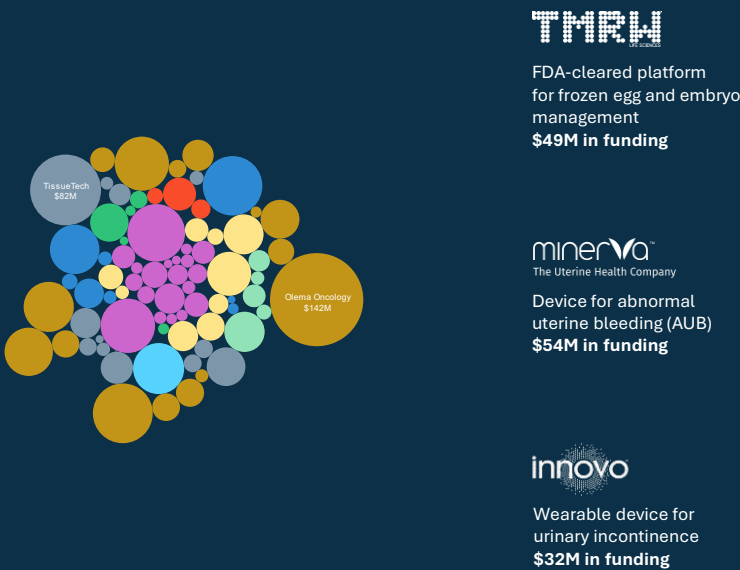 TMRW
LIFE SCIENCES
FDA-cleared platform
for frozen egg and embryo
management
$49M in funding
TissueTech
$82M
minerva™
The Uterine Health Company
Olema Oncology
$142M
Device for abnormal
uterine bleeding (AUB)
$54M in funding
innovo
Wearable device for
urinary incontinence
$32M in funding